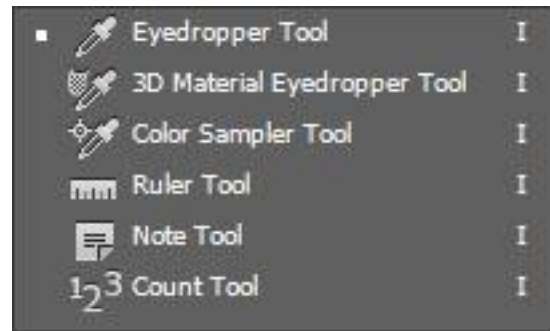 Eyedropper Tool I
3D Material Eyedropper Tool I
Color Sampler Tool I
Ruler Tool I
Note Tool I
123 Count Tool I